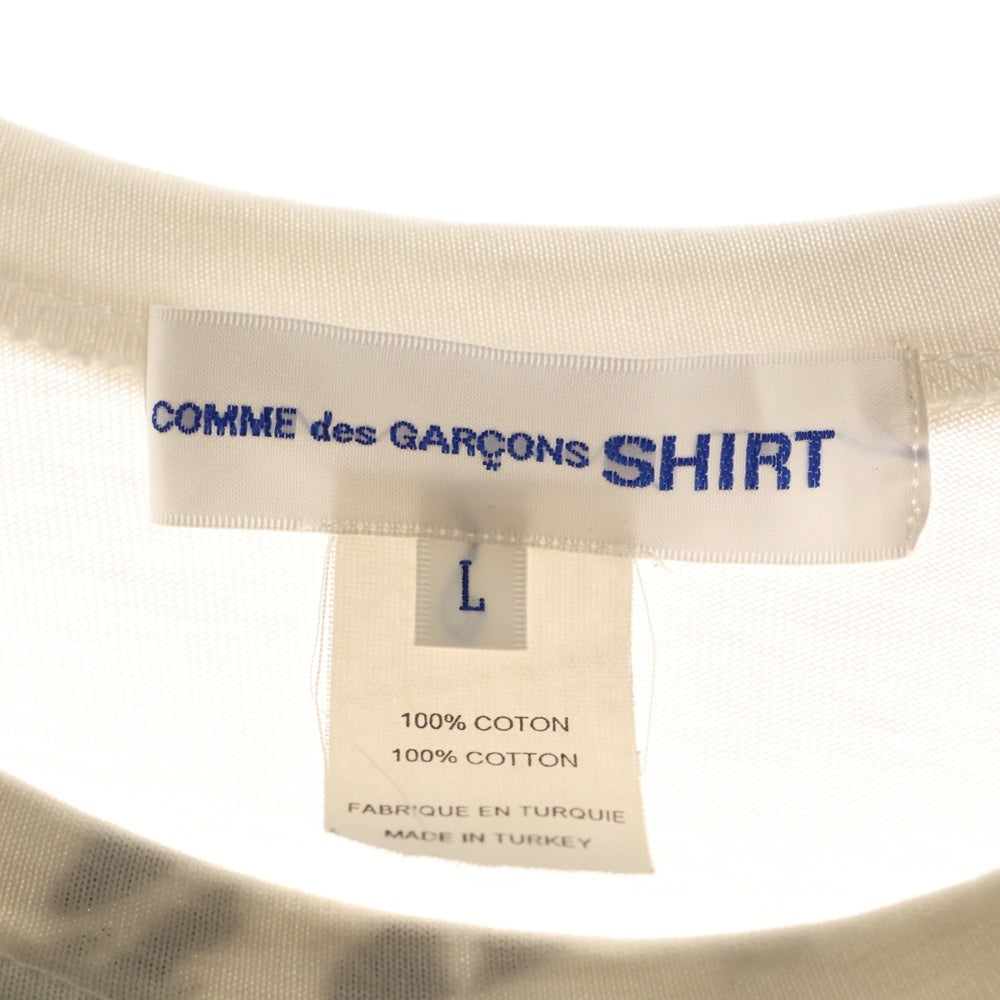 COMME des GARÇONS SHIRT
L
100% COTON
100% COTTON
FABRIQUE EN TURQUIE
MADE IN TURKEY